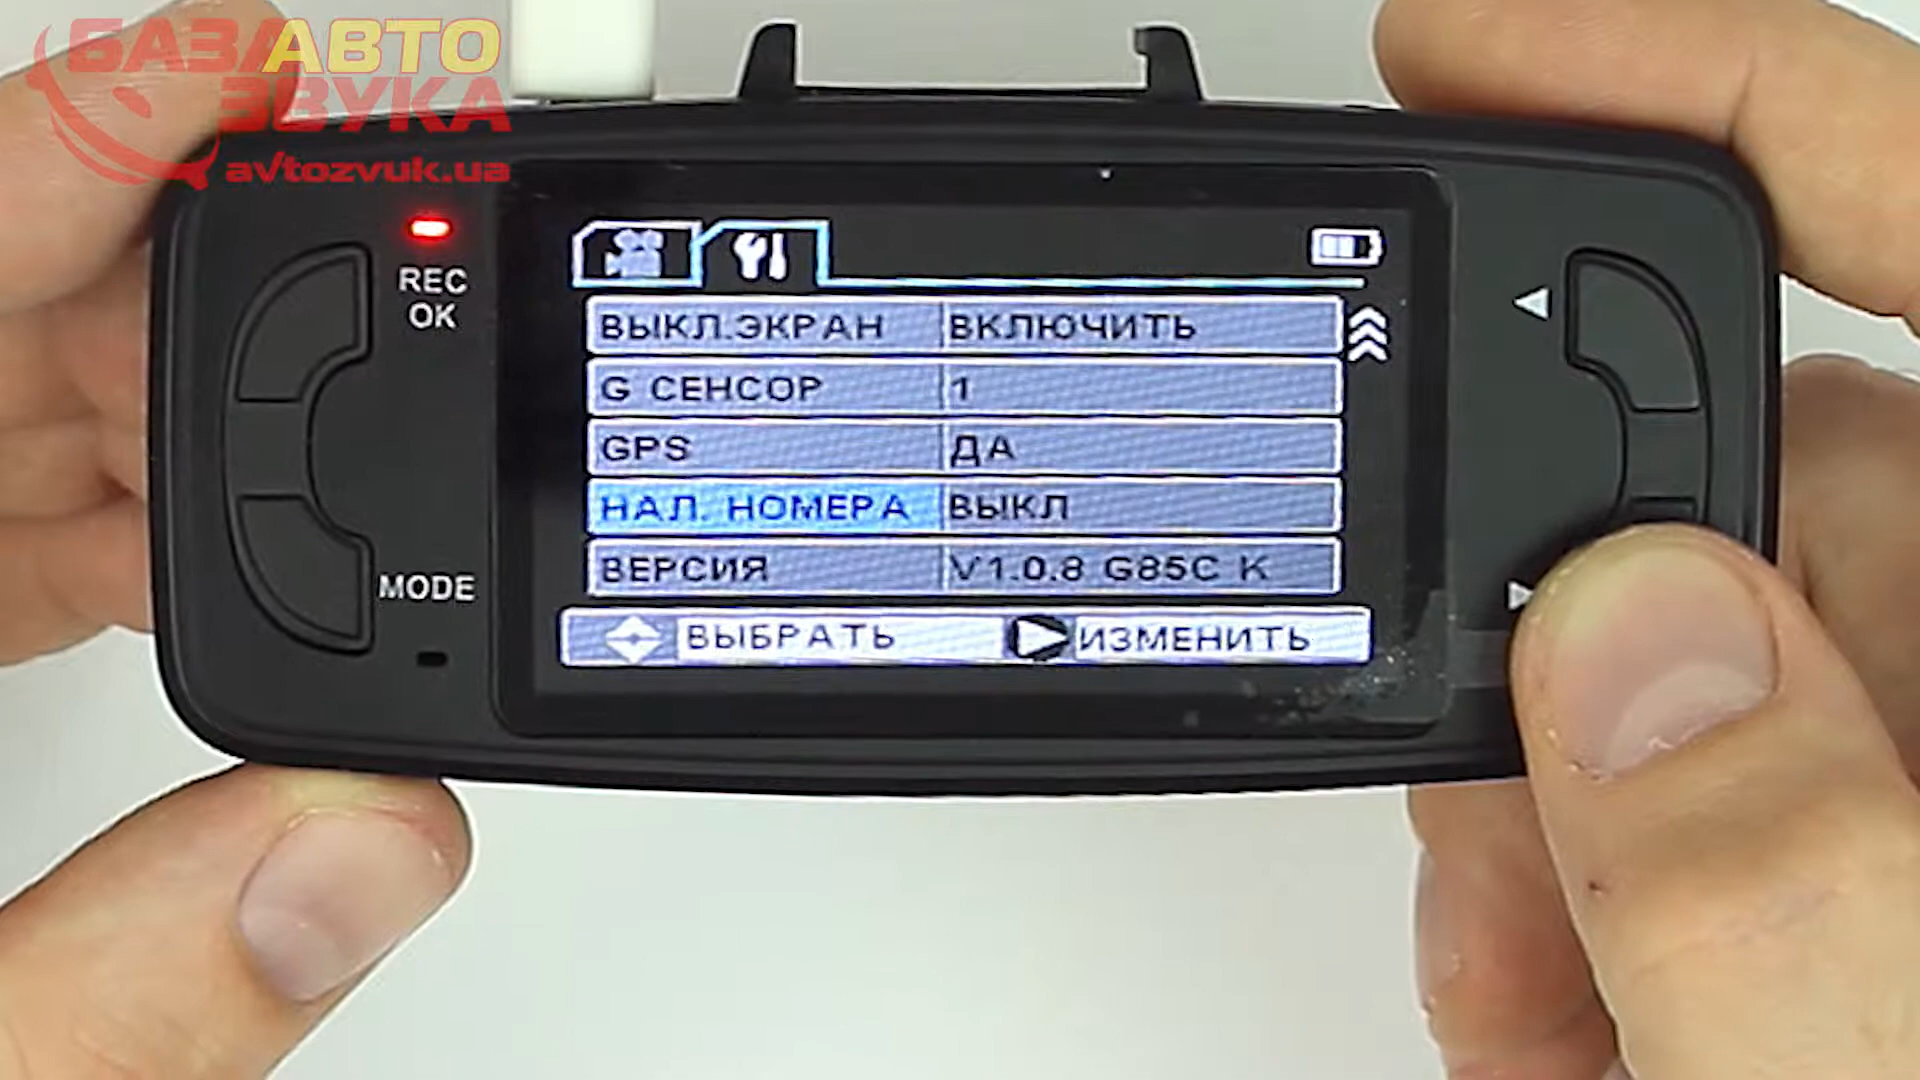 БАЗА АВТО
ЗВУКА
avtozvuk.ua
REC
OK
MODE
ВЫКЛ.ЭКРАН ВКЛЮЧИТЬ
G СЕНСОР 1
GPS ДА
НАЛ. НОМЕРА ВЫКЛ
ВЕРСИЯ V1.0.8 G85C K
ВЫБРАТЬ ИЗМЕНИТЬ